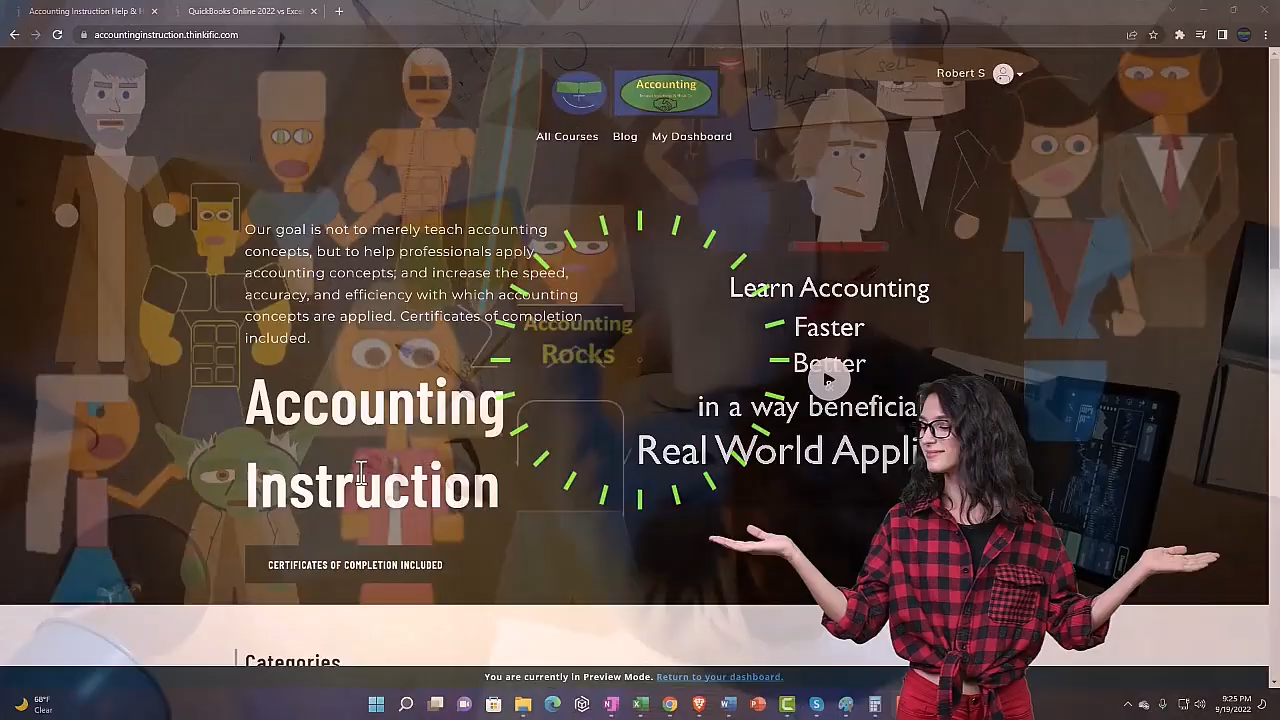 Accounting Instruction Help & H
QuickBooks Online 2022 vs Exce
accountinginstruction.thinkific.com
sell
Robert S
Accounting
All Courses Blog My Dashboard
Our goal is not to merely teach accounting
concepts, but to help professionals apply
accounting concepts; and increase the speed,
accuracy, and efficiency with which accounting
concepts are applied. Certificates of completion
included.
Accounting
Rocks
Learn Accounting
Faster
Better
&
in a way beneficia
Real World Appli
Accounting
Instruction
CERTIFICATES OF COMPLETION INCLUDED
Categories
You are currently in Preview Mode. Return to your dashboard.
68°F
Clear
9:25 PM
9/19/2022